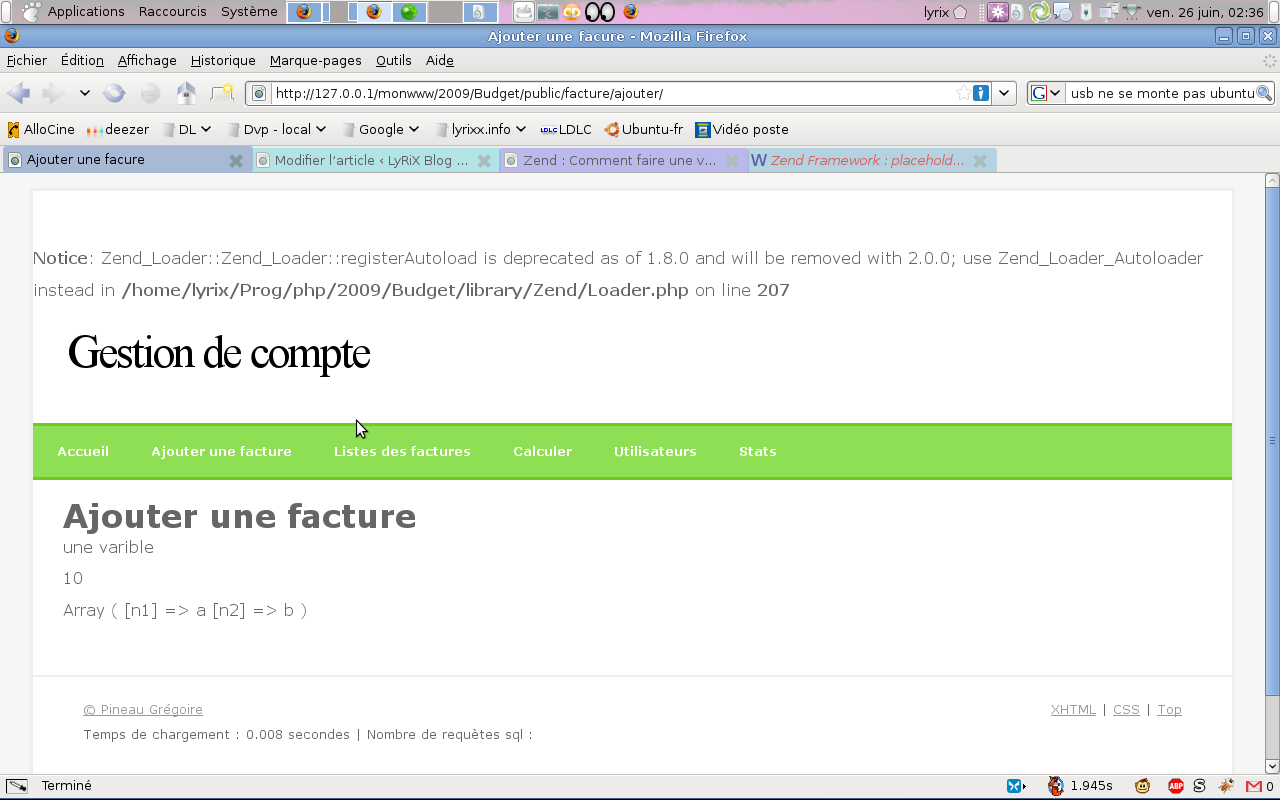 Applications Raccourcis Système lyrix ven. 26 juin, 02:36
Ajouter une facure - Mozilla Firefox
Fichier Édition Affichage Historique Marque-pages Outils Aide
http://127.0.0.1/monwww/2009/Budget/public/facture/ajouter/ G usb ne se monte pas ubuntu
AlloCine deezer DL Dvp - local Google lyrixx.info LDLC LDLC Ubuntu-fr Vidéo poste
Ajouter une facure Modifier l'article ‹ LyRiX Blog ... Zend : Comment faire une v... W Zend Framework : placehold...
Notice: Zend_Loader::Zend_Loader::registerAutoload is deprecated as of 1.8.0 and will be removed with 2.0.0; use Zend_Loader_Autoloader
instead in /home/lyrix/Prog/php/2009/Budget/library/Zend/Loader.php on line 207
Gestion de compte
Accueil Ajouter une facture Listes des factures Calculer Utilisateurs Stats
Ajouter une facture
une varible
10
Array ( [n1] => a [n2] => b )
© Pineau Grégoire XHTML | CSS | Top
Temps de chargement : 0.008 secondes | Nombre de requètes sql :
Terminé 1.945s ABP S 0